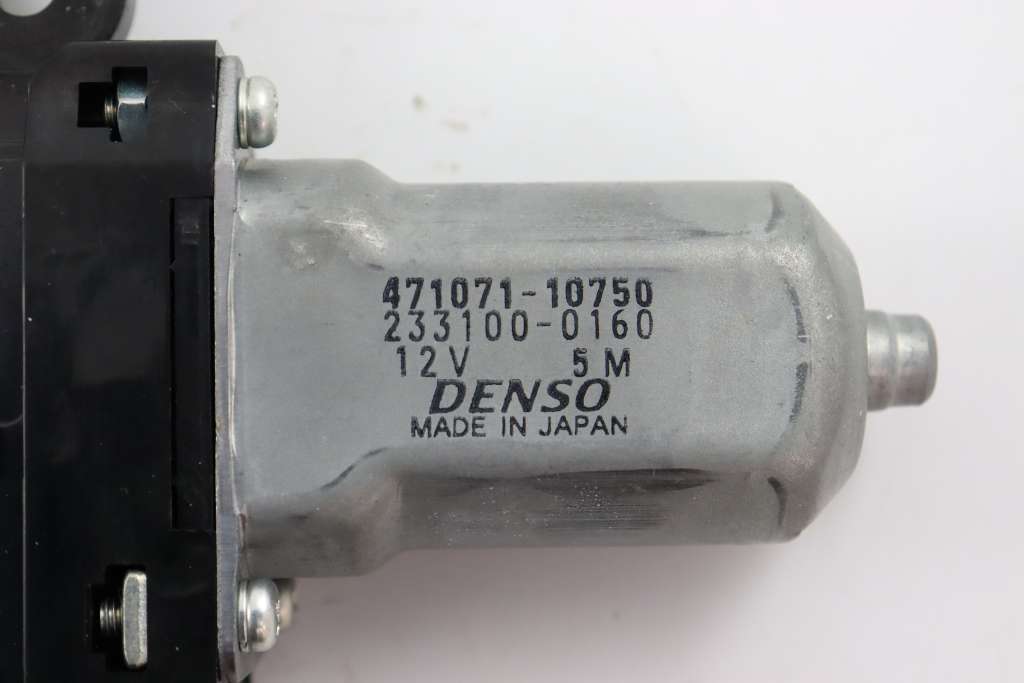 471071-10750
233100-0160
12V 5M
DENSO
MADE IN JAPAN